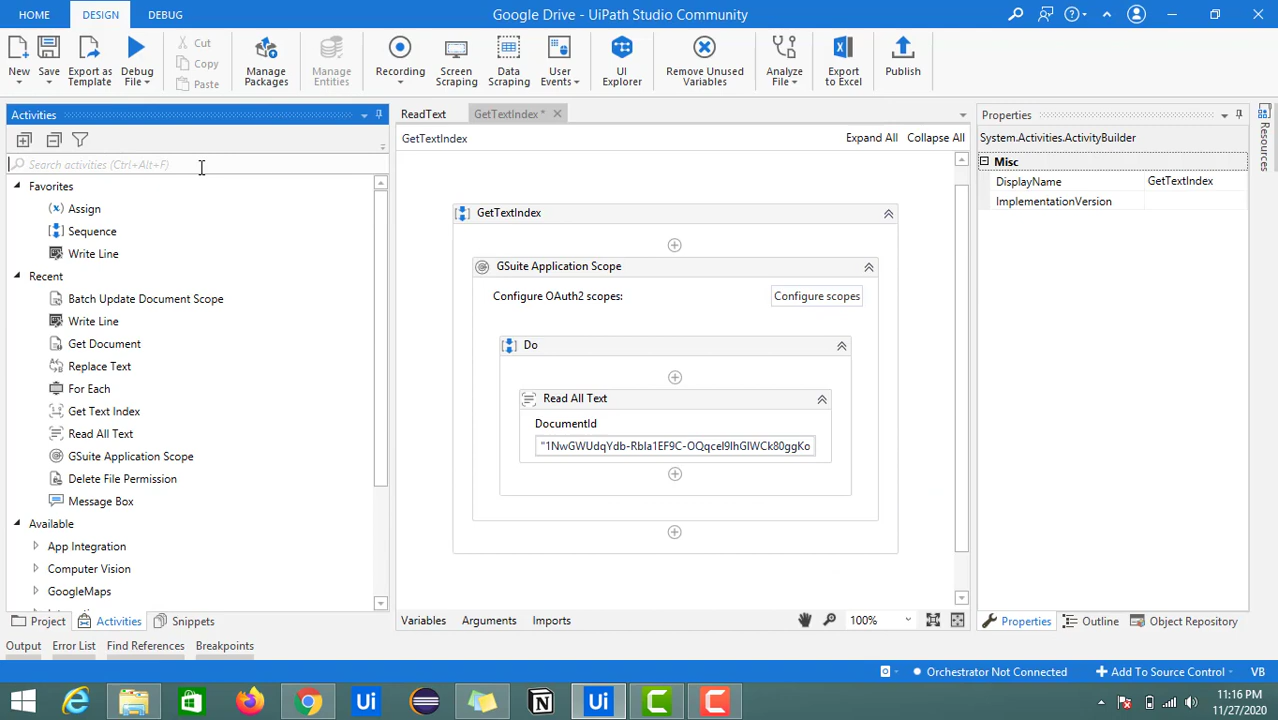 HOME
DESIGN
DEBUG
Google Drive - UiPath Studio Community
New
Save
Export as Template
Debug File
Cut
Copy
Paste
Manage Packages
Manage Entities
Recording
Screen Scraping
Data Scraping
User Events
UI Explorer
Remove Unused Variables
Analyze File
Export to Excel
Publish
Activities
Search activities (Ctrl+Alt+F)
Favorites
Assign
Sequence
Write Line
Recent
Batch Update Document Scope
Write Line
Get Document
Replace Text
For Each
Get Text Index
Read All Text
GSuite Application Scope
Delete File Permission
Message Box
Available
App Integration
Computer Vision
GoogleMaps
Project
Activities
Snippets
ReadText
GetTextIndex *
GetTextIndex
Expand All
Collapse All
GetTextIndex
GSuite Application Scope
Configure OAuth2 scopes:
Configure scopes
Do
Read All Text
DocumentId
Variables
Arguments
Imports
100%
Properties
System.Activities.ActivityBuilder
Misc
DisplayName
GetTextIndex
ImplementationVersion
Resources
Properties
Outline
Object Repository
Output
Error List
Find References
Breakpoints
Orchestrator Not Connected
Add To Source Control
VB
Ui
Ui
11:16 PM
11/27/2020